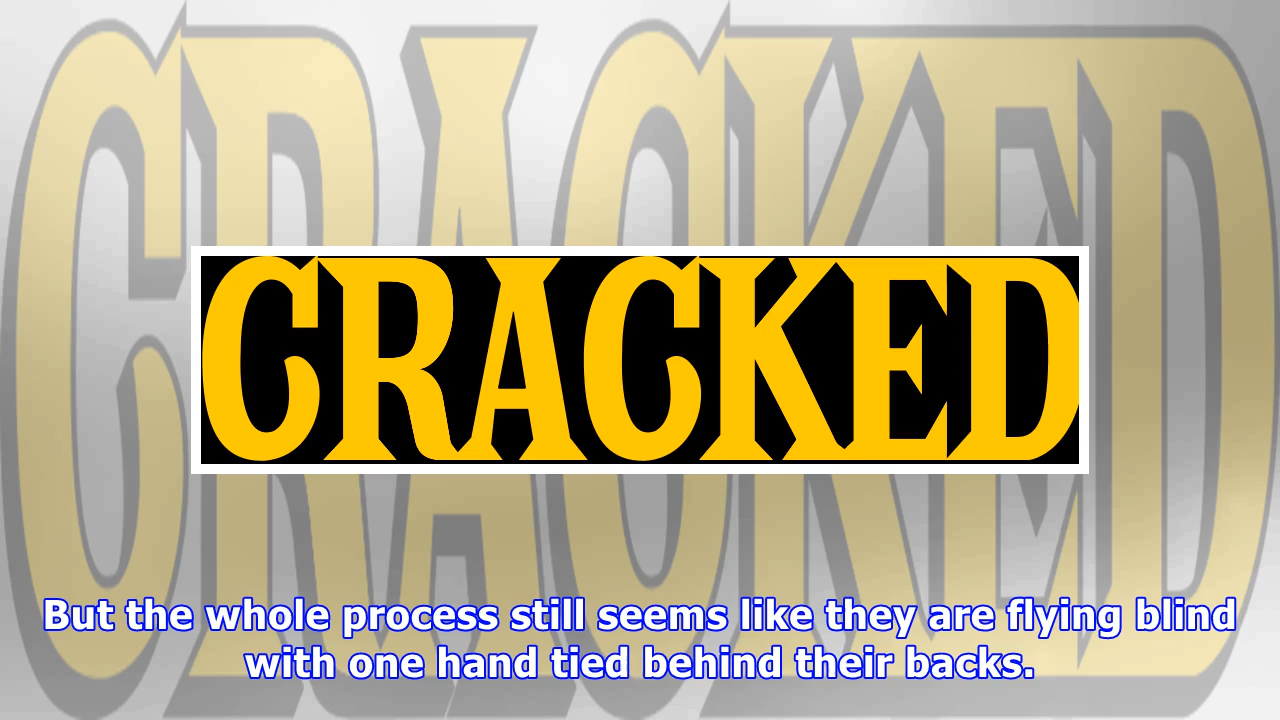 CRACKED
CRACKED
But the whole process still seems like they are flying blind
with one hand tied behind their backs.